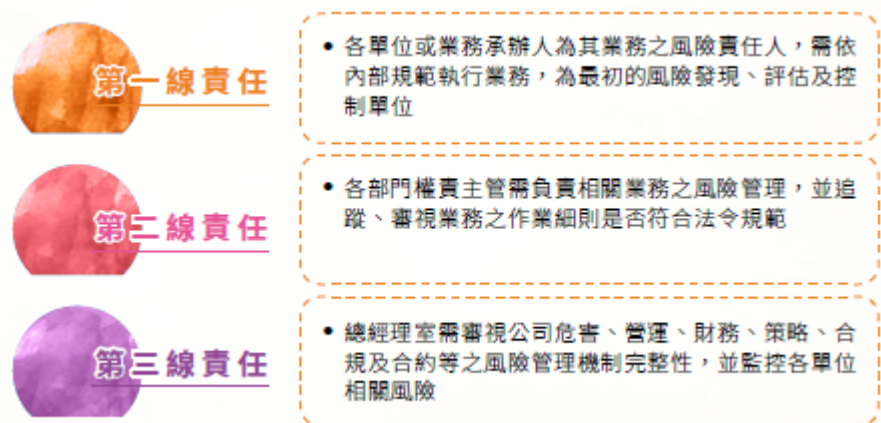 第一線責任
• 各單位或業務承辦人為其業務之風險責任人，需依
內部規範執行業務，為最初的風險發現、評估及控
制單位
第二線責任
• 各部門權責主管需負責相關業務之風險管理，並追
蹤、審視業務之作業細則是否符合法令規範
第三線責任
• 總經理室需審視公司危害、營運、財務、策略、合
規及合約等之風險管理機制完整性，並監控各單位
相關風險